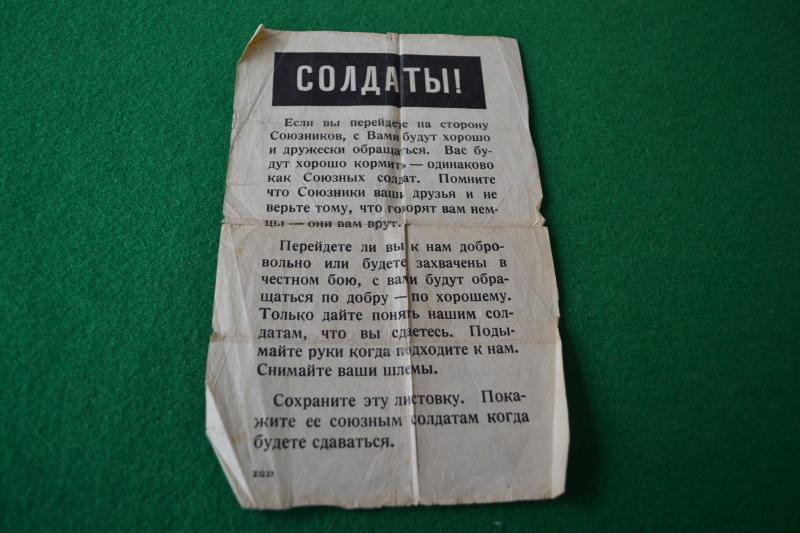 СОЛДАТЫ!
Если вы перейдете на сторону
Союзников, с Вами будут хорошо
и дружески обращаться. Вас бу-
дут хорошо кормить — одинаково
как Союзных солдат. Помните
что Союзники ваши друзья и не
верьте тому, что говорят вам нем-
цы — они вам врут.
Перейдете ли вы к нам добро-
вольно или будете захвачены в
честном бою, с вами будут обра-
щаться по добру — по хорошему.
Только дайте понять нашим сол-
датам, что вы сдаетесь. Поды-
майте руки когда подходите к нам.
Снимайте ваши шлемы.
Сохраните эту листовку. Пока-
жите ее союзным солдатам когда
будете сдаваться.
ZG27